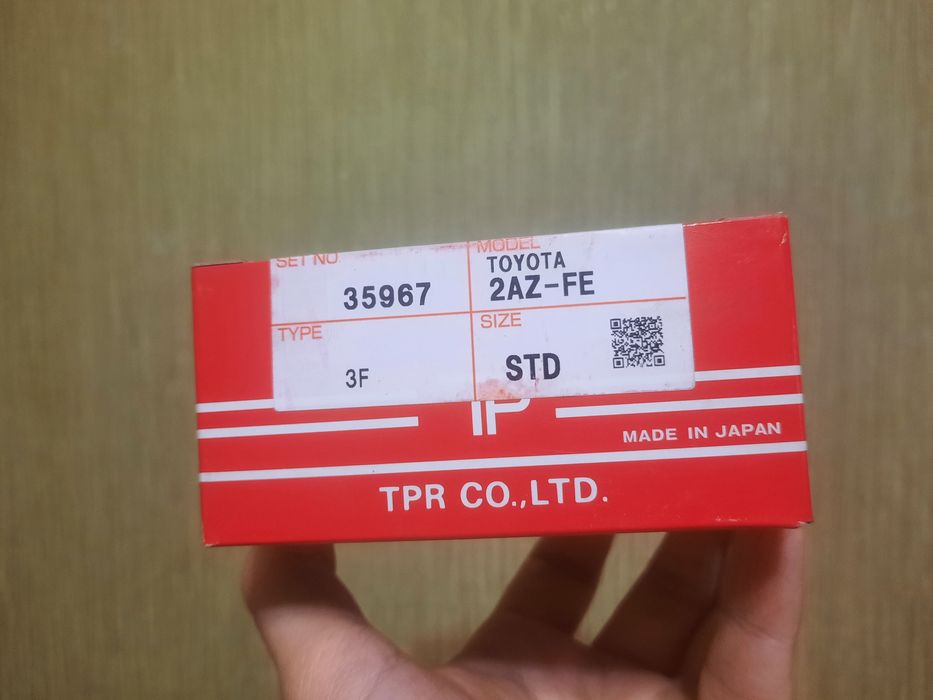 SET NO
MODEL
TOYOTA
35967
2AZ-FE
TYPE
SIZE
3F
STD
TP
MADE IN JAPAN
TPR CO.,LTD.